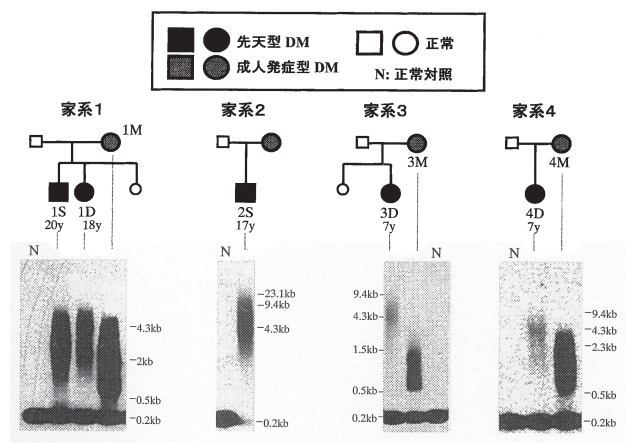 先天型 DM
正常
成人発症型 DM
N: 正常対照
家系1
家系2
家系3
家系4
1M
3M
4M
1S
1D
2S
3D
4D
20y
18y
17y
7y
7y
N
N
N
N
-4.3kb
-2kb
-0.5kb
-0.2kb
-23.1kb
-9.4kb
-4.3kb
-0.2kb
9.4kb-
4.3kb-
1.5kb-
0.5kb-
0.2kb-
-9.4kb
-4.3kb
-2.3kb
-0.5kb
-0.2kb